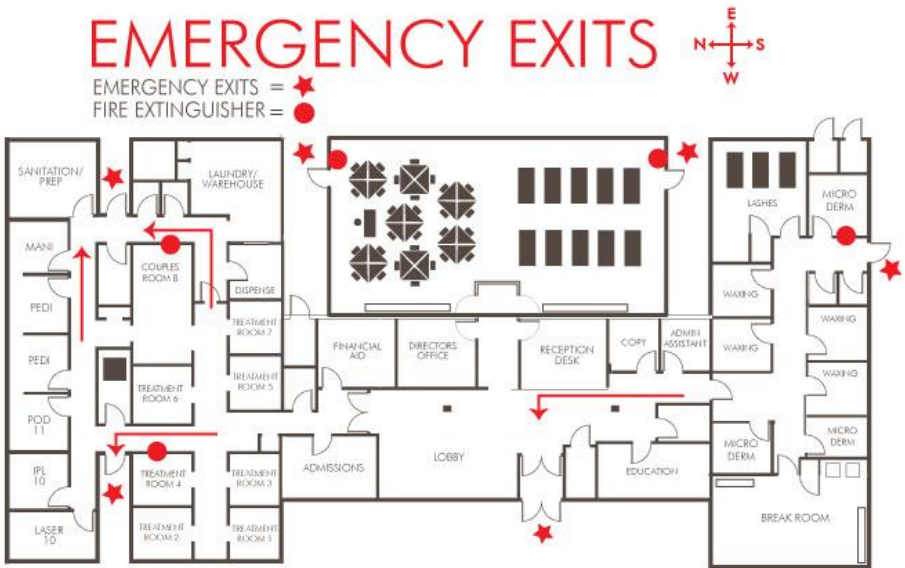 EMERGENCY EXITS
E
N S
W
EMERGENCY EXITS =
FIRE EXTINGUISHER =
SANITATION/
PREP
LAUNDRY/
WAREHOUSE
LASHES
MICRO
DERM
MANI
COUPLES
ROOM 8
DISPENSE
PEDI
TREATMENT
ROOM 7
WAXING
WAXING
FINANCIAL
AID
DIRECTORS
OFFICE
RECEPTION
DESK
COPY
ADMIN
ASSISTANT
WAXING
PEDI
TREATMENT
ROOM 6
TREATMENT
ROOM 5
WAXING
POD
11
MICRO
DERM
MICRO
DERM
IPL
10
TREATMENT
ROOM 4
TREATMENT
ROOM 3
ADMISSIONS
LOBBY
EDUCATION
LASER
10
TREATMENT
ROOM 2
TREATMENT
ROOM 1
BREAK ROOM